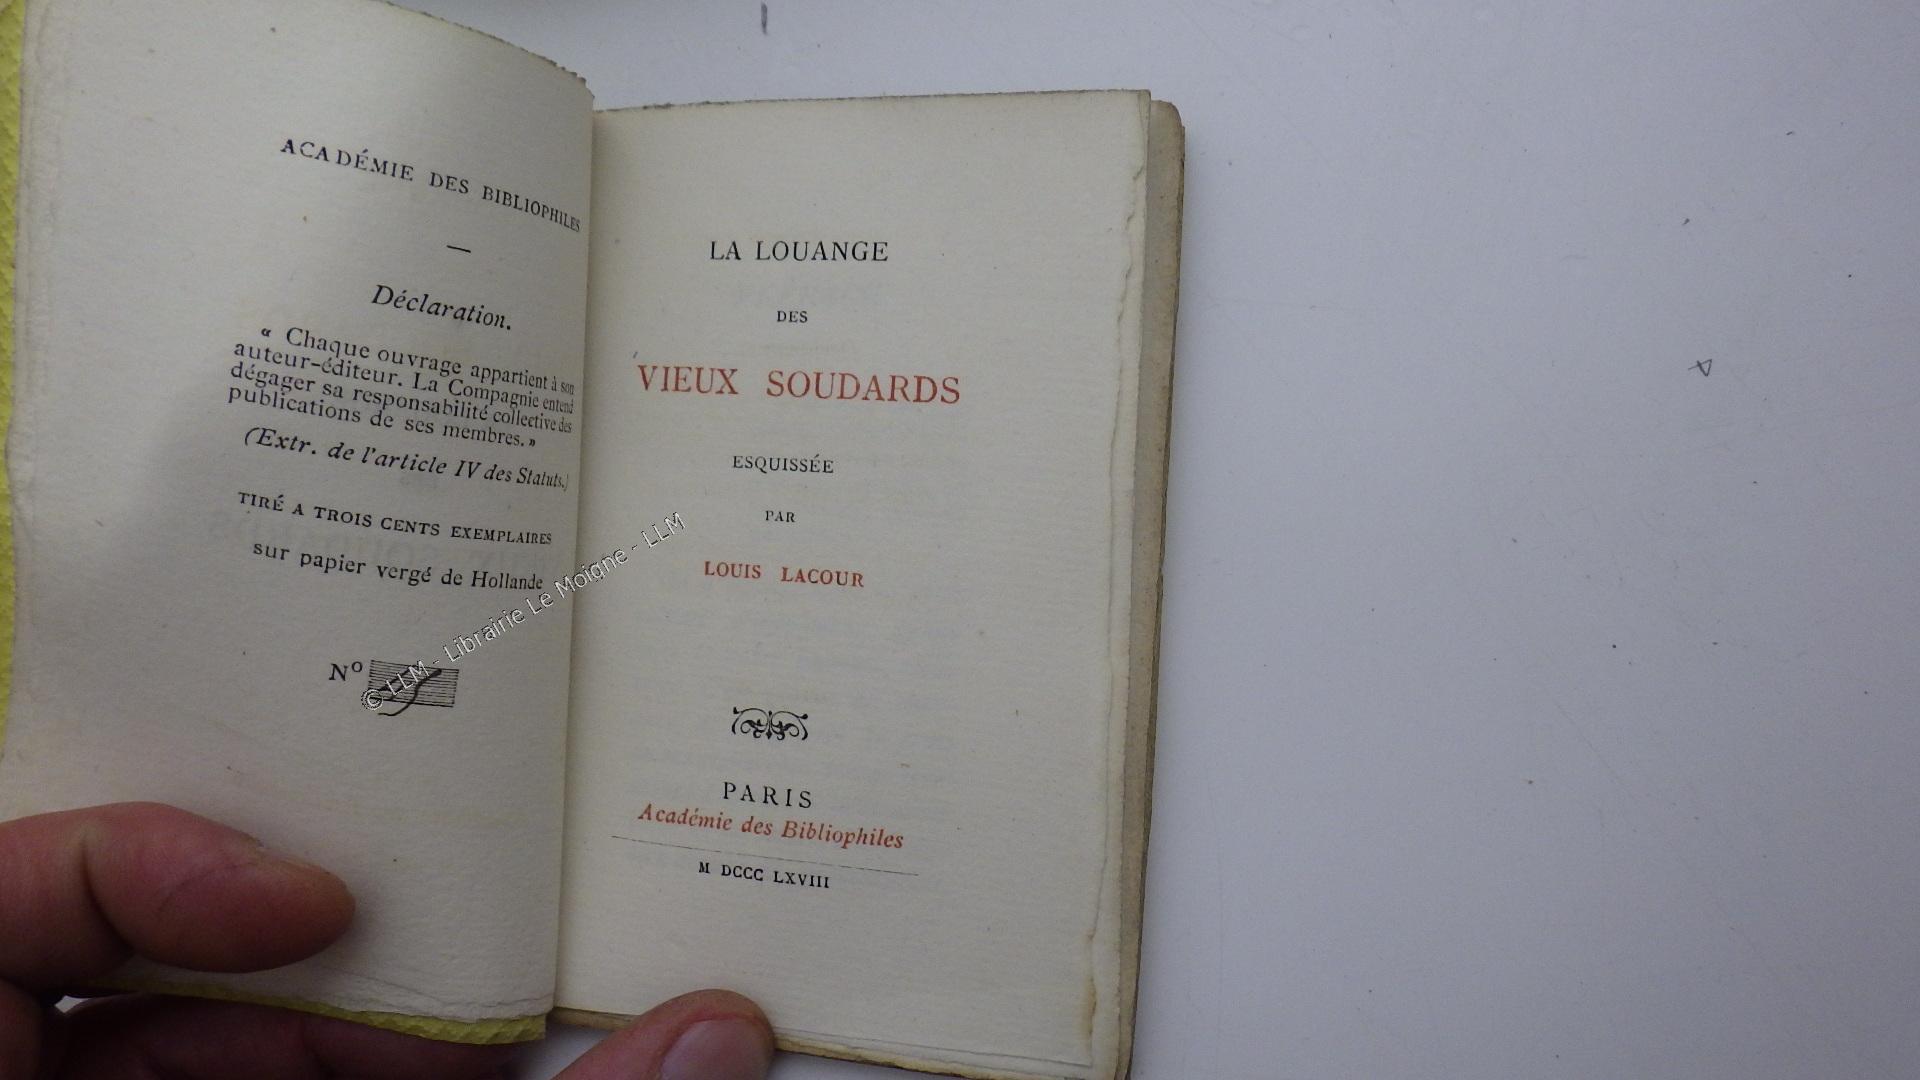 ACADÉMIE DES BIBLIOPHILES
—
Déclaration.
« Chaque ouvrage appartient à son
auteur-éditeur. La Compagnie entend
dégager sa responsabilité collective des
publications de ses membres. »
(Extr. de l'article IV des Statuts.)
TIRÉ A TROIS CENTS EXEMPLAIRES
sur papier vergé de Hollande
Nº
LA LOUANGE
DES
VIEUX SOUDARDS
ESQUISSÉE
PAR
LOUIS LACOUR
PARIS
Académie des Bibliophiles
M DCCC LXVIII
© LLM - Librairie Le Moigne - LLM